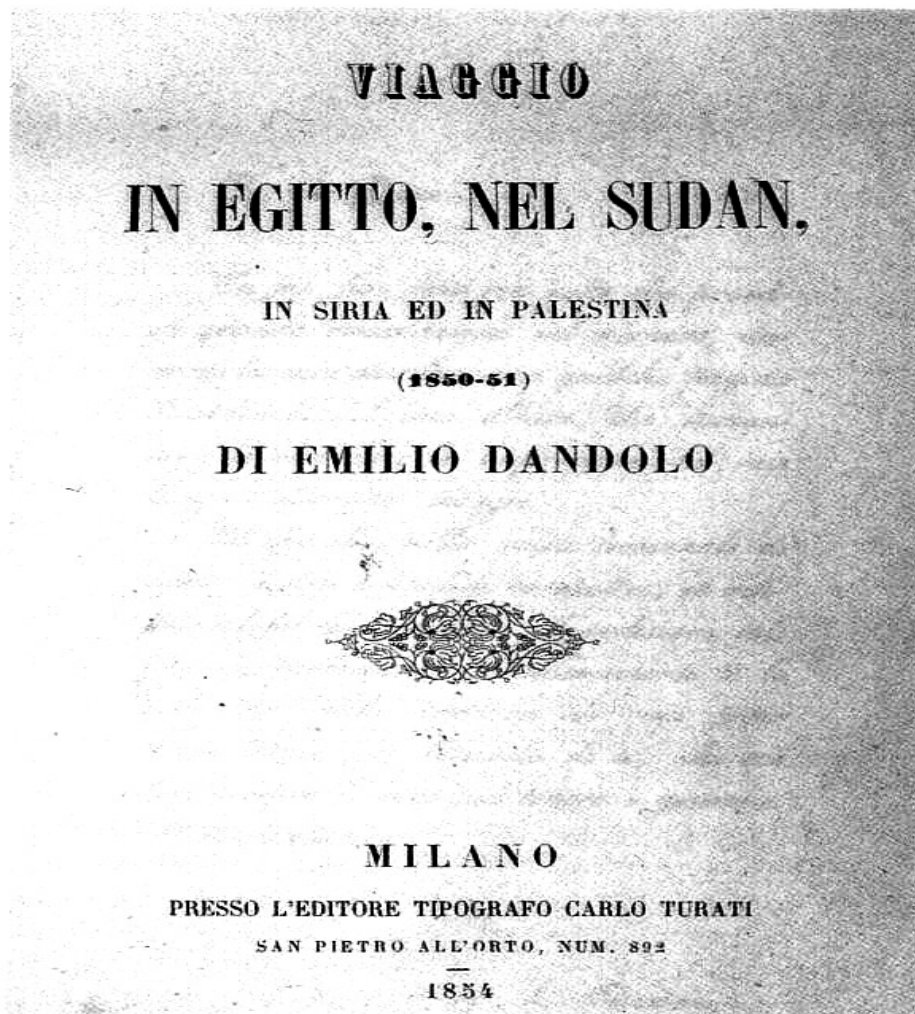 VIAGGIO
IN EGITTO, NEL SUDAN,
IN SIRIA ED IN PALESTINA
(1850-51)
DI EMILIO DANDOLO
MILANO
PRESSO L'EDITORE TIPOGRAFO CARLO TURATI
SAN PIETRO ALL'ORTO, NUM. 892
1854